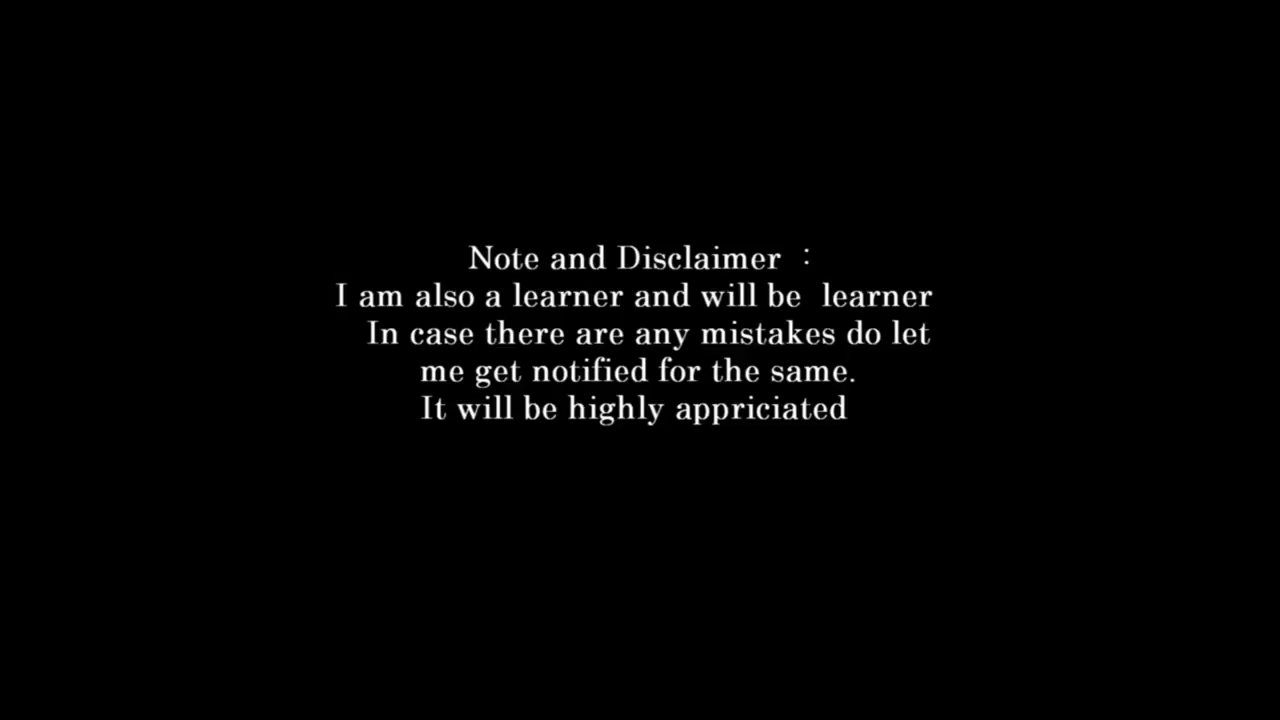 Note and Disclaimer :
I am also a learner and will be learner
In case there are any mistakes do let
me get notified for the same.
It will be highly appriciated